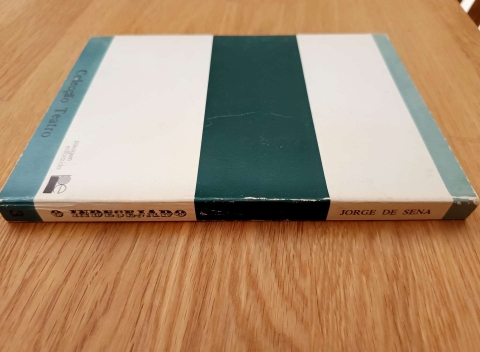 Colecção Teatro
O INDESEJADO
JORGE DE SENA